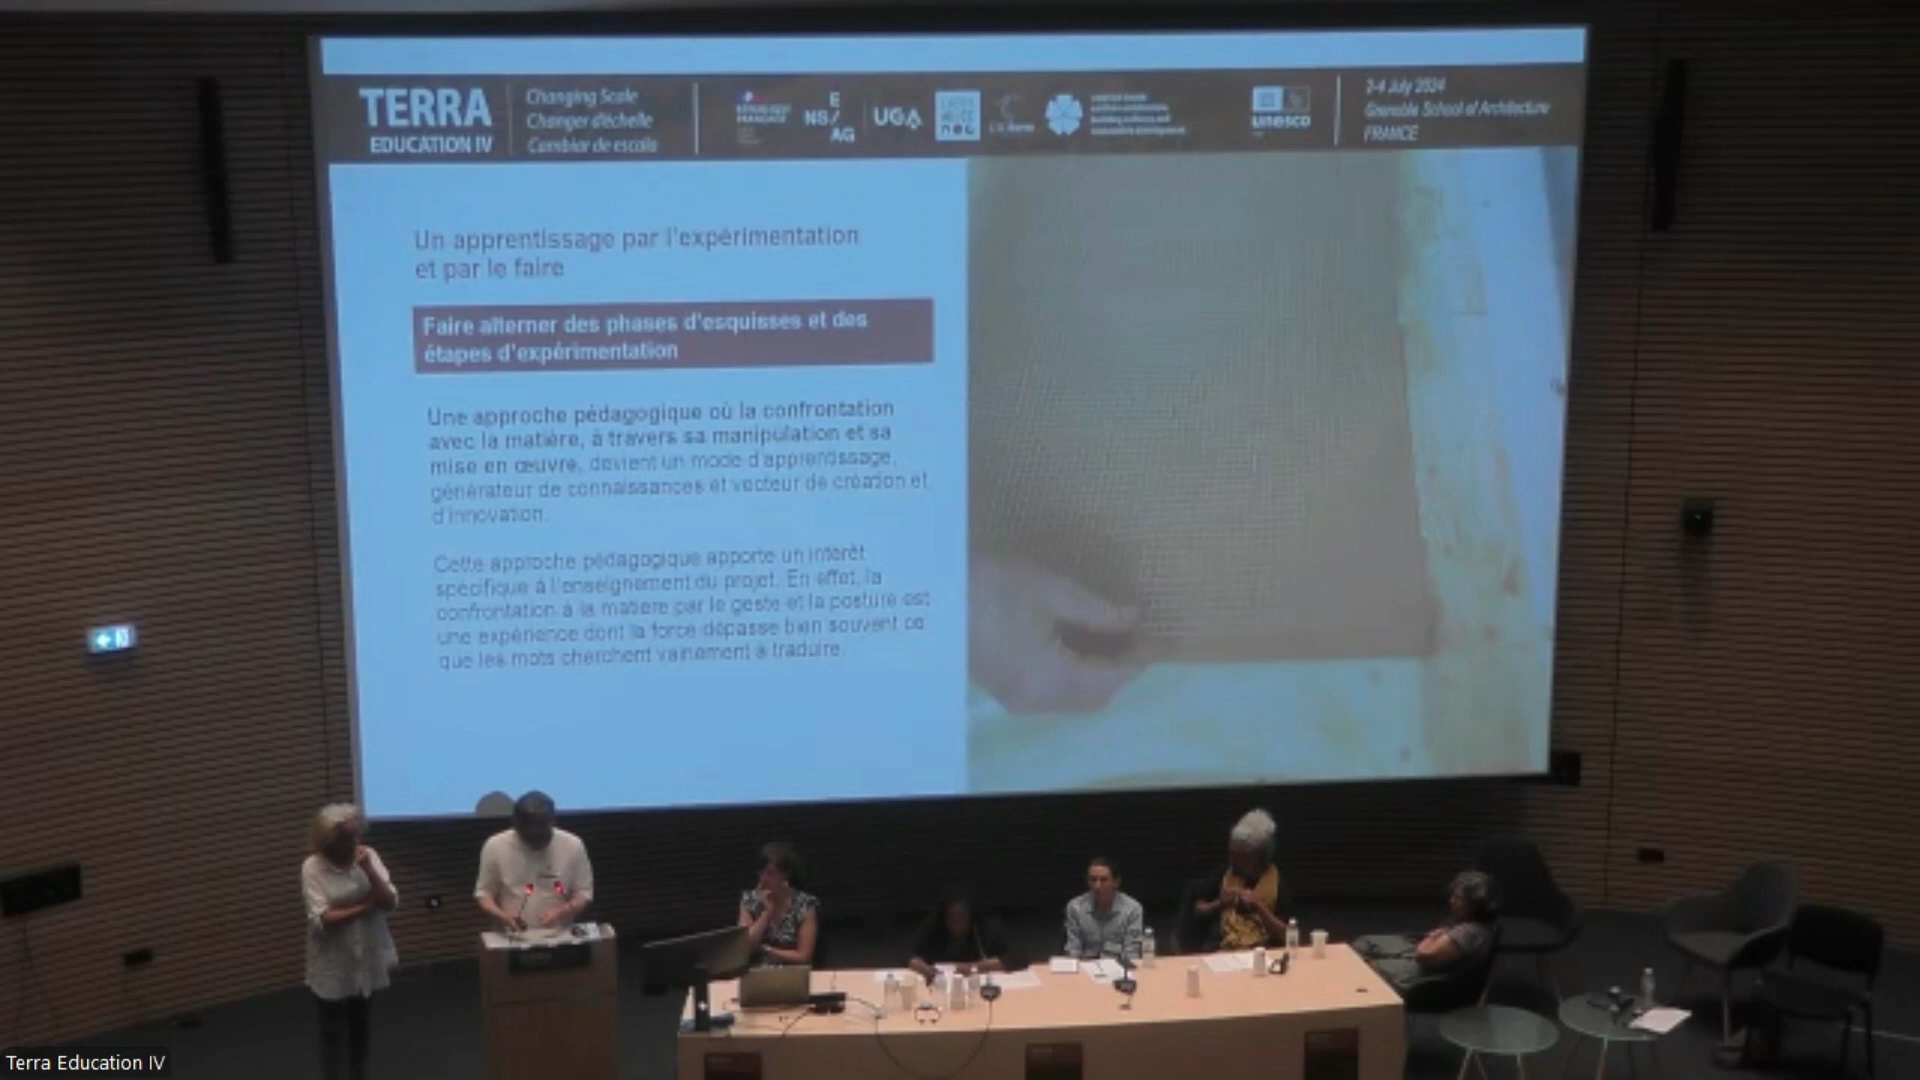 TERRA
EDUCATION IV
Changing Scale
Changer d'échelle
Cambiar de escala
RÉPUBLIQUE
FRANÇAISE
E
NS/
AG
UGA
unesco
2-4 July 2024
Grenoble School of Architecture
FRANCE
Un apprentissage par l'expérimentation
et par le faire
Faire alterner des phases d'esquisses et des
étapes d'expérimentation
Une approche pédagogique où la confrontation
avec la matière, à travers sa manipulation et sa
mise en œuvre, devient un mode d'apprentissage,
générateur de connaissances et vecteur de création et
d'innovation.
Cette approche pédagogique apporte un intérêt
spécifique à l'enseignement du projet. En effet, la
confrontation à la matière par le geste et la posture est
une expérience dont la force dépasse bien souvent ce
que les mots cherchent vainement à traduire
Terra Education IV